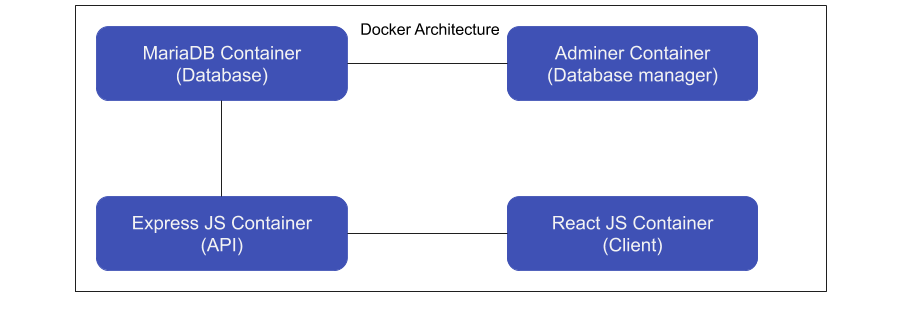 Docker Architecture
MariaDB Container
(Database)
Adminer Container
(Database manager)
Express JS Container
(API)
React JS Container
(Client)